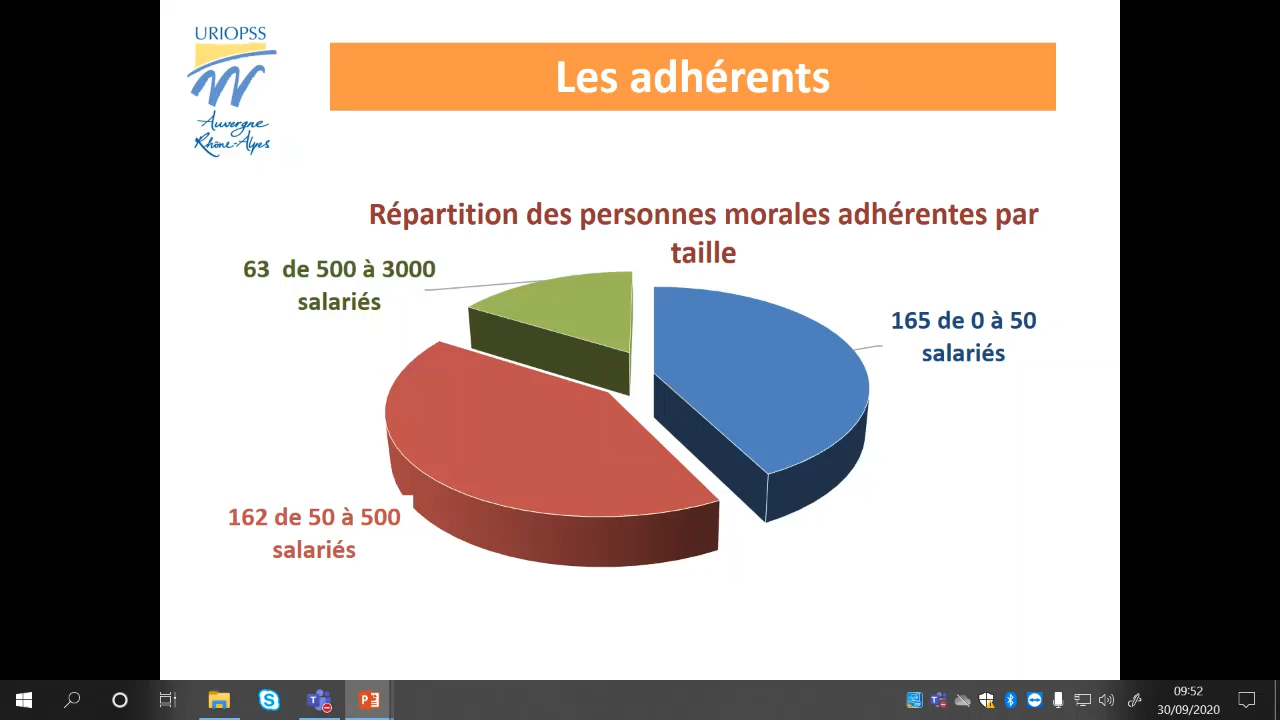 URIOPSS
Auvergne
Rhône-Alpes
Les adhérents
Répartition des personnes morales adhérentes par
taille
63 de 500 à 3000
salariés
165 de 0 à 50
salariés
162 de 50 à 500
salariés
09:52
30/09/2020